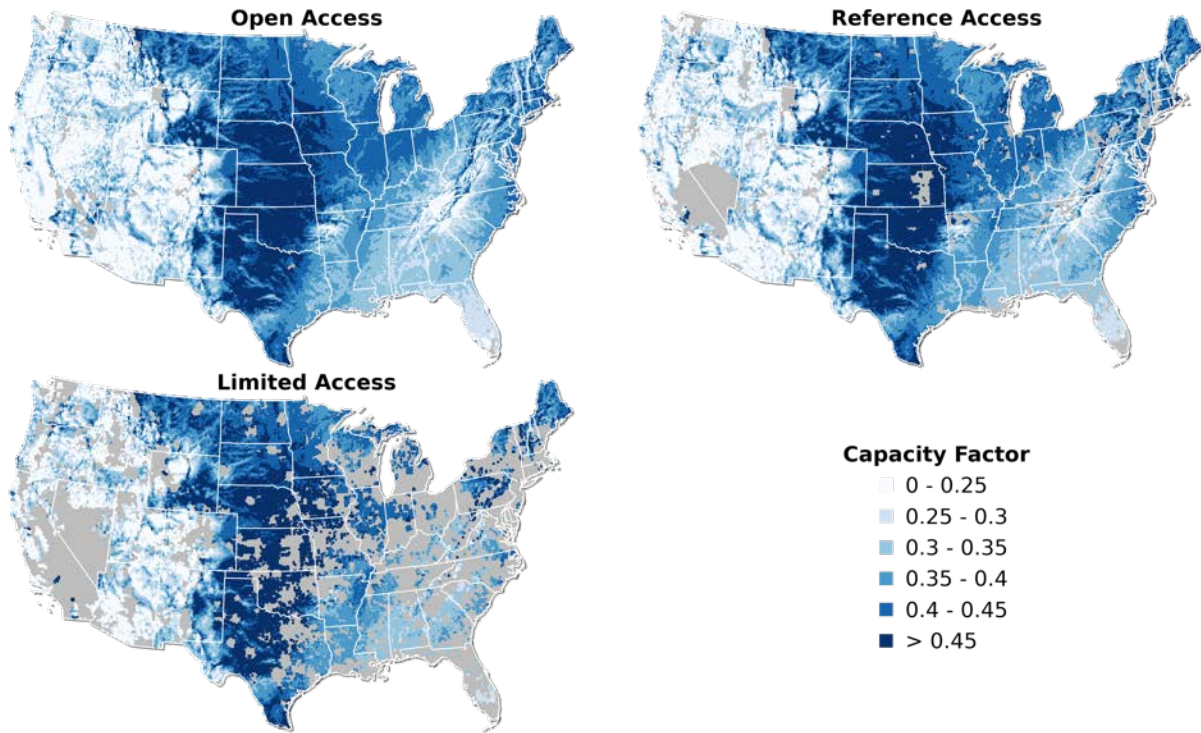 Open Access
Reference Access
Limited Access
Capacity Factor
0 - 0.25
0.25 - 0.3
0.3 - 0.35
0.35 - 0.4
0.4 - 0.45
> 0.45